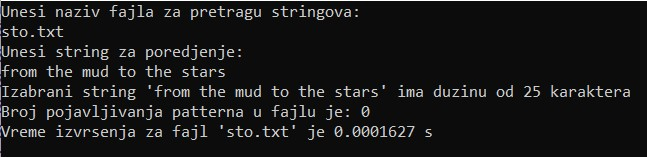 Unesi naziv fajla za pretragu stringova:
sto.txt
Unesi string za poredjenje:
from the mud to the stars
Izabrani string 'from the mud to the stars' ima duzinu od 25 karaktera
Broj pojavljivanja patterna u fajlu je: 0
Vreme izvrsenja za fajl 'sto.txt' je 0.0001627 s